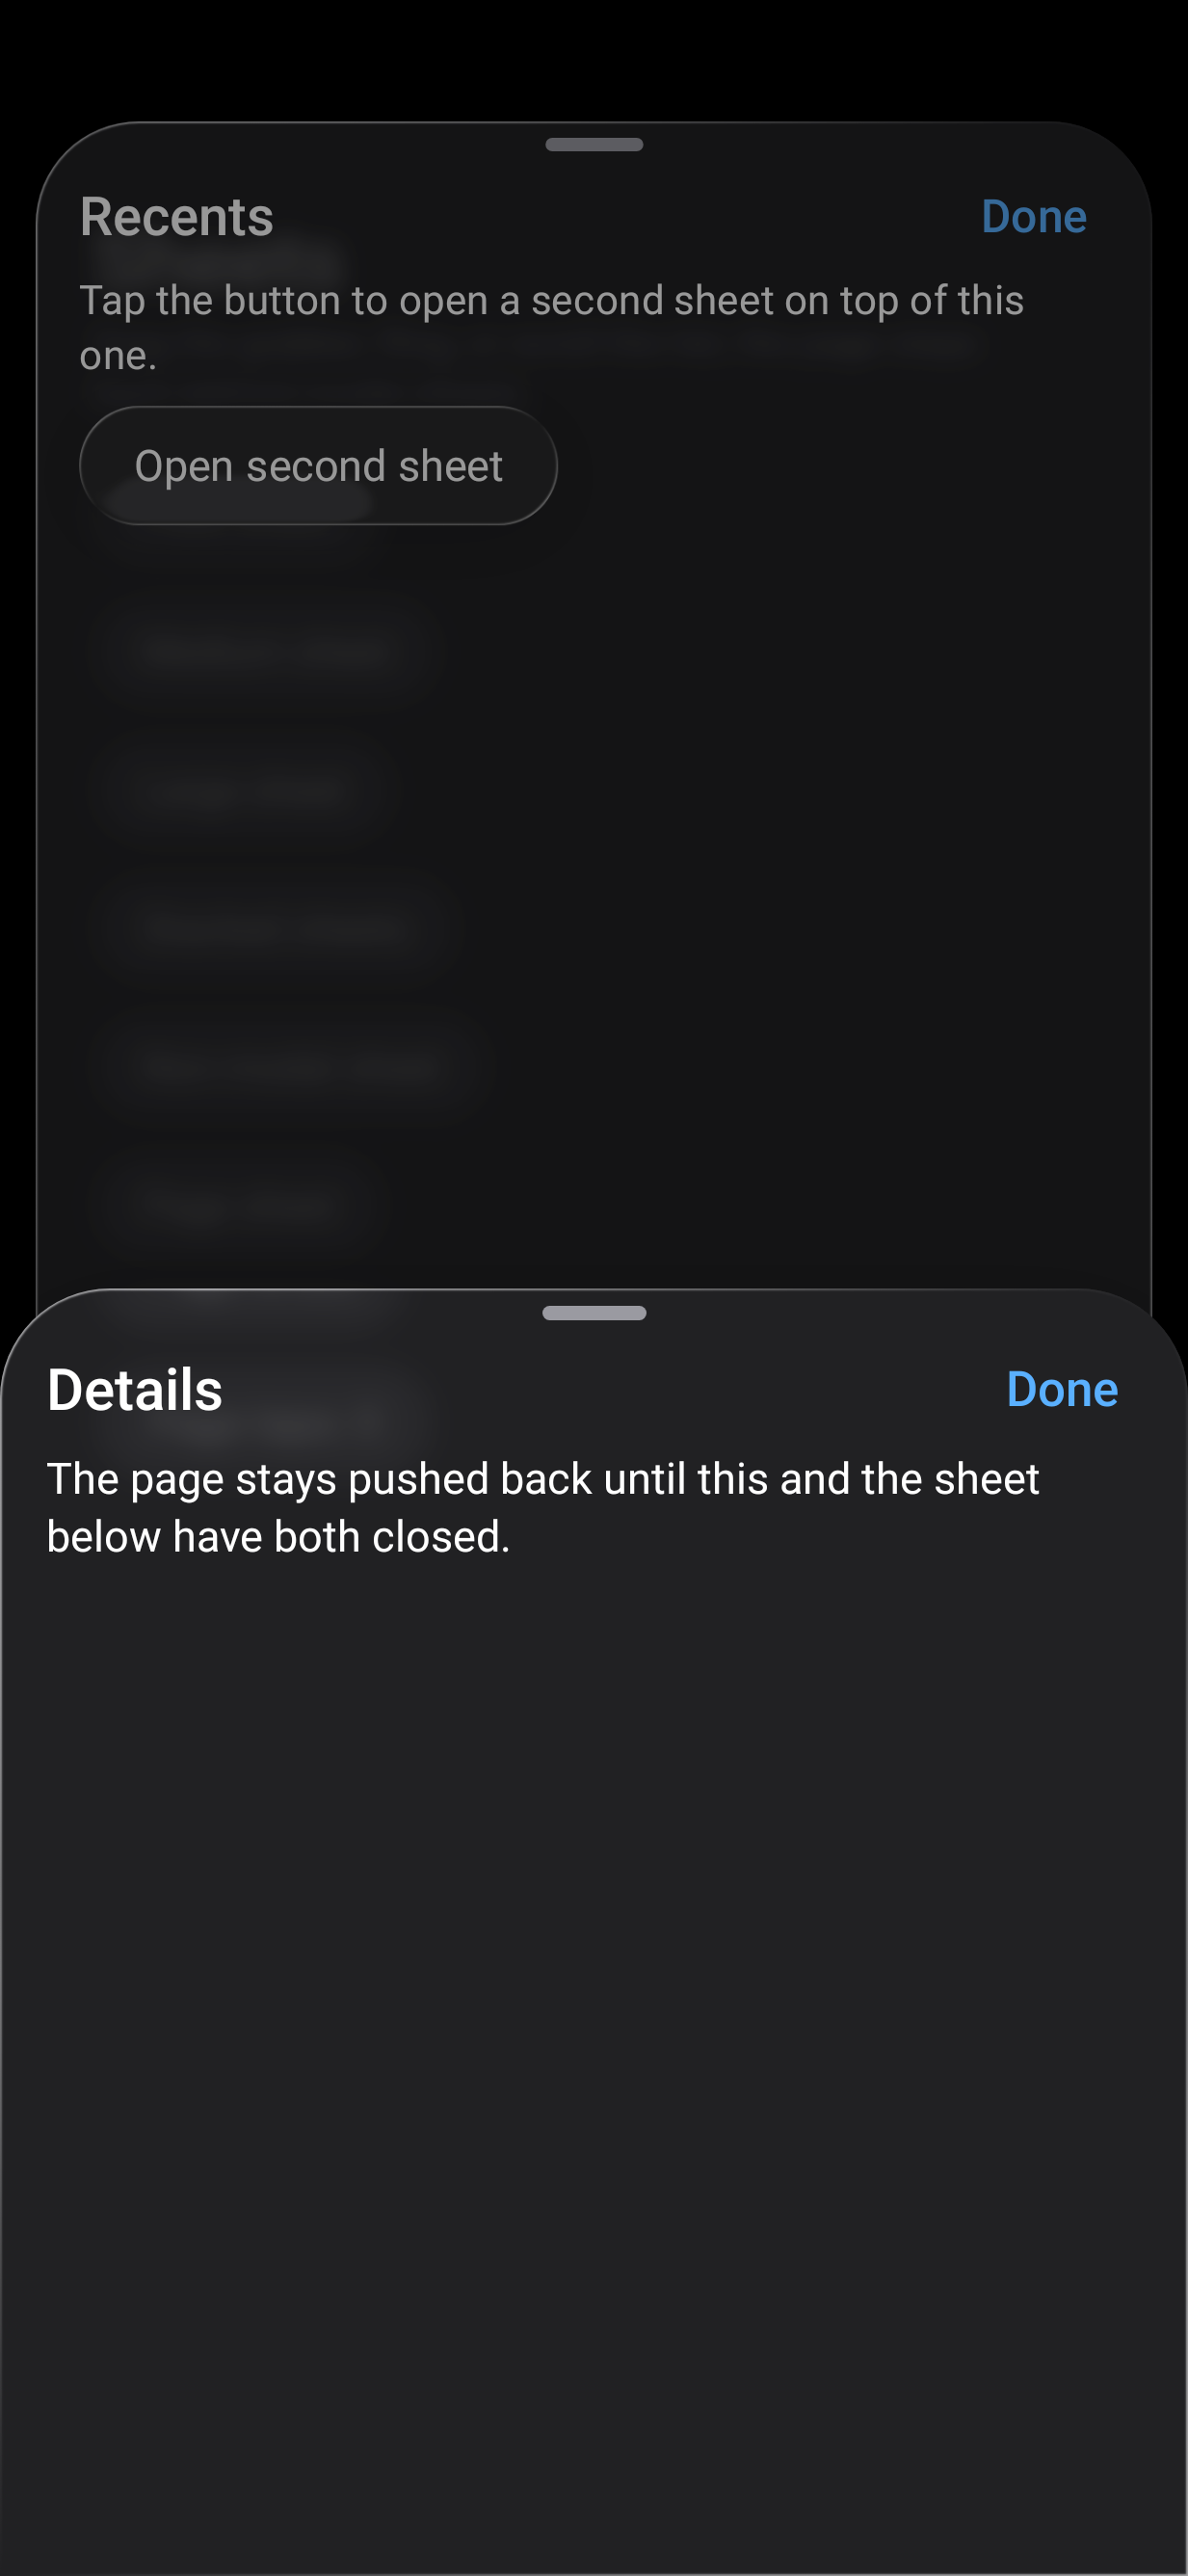 Recents
Done
Tap the button to open a second sheet on top of this
one.
Open second sheet
Details
Done
The page stays pushed back until this and the sheet
below have both closed.